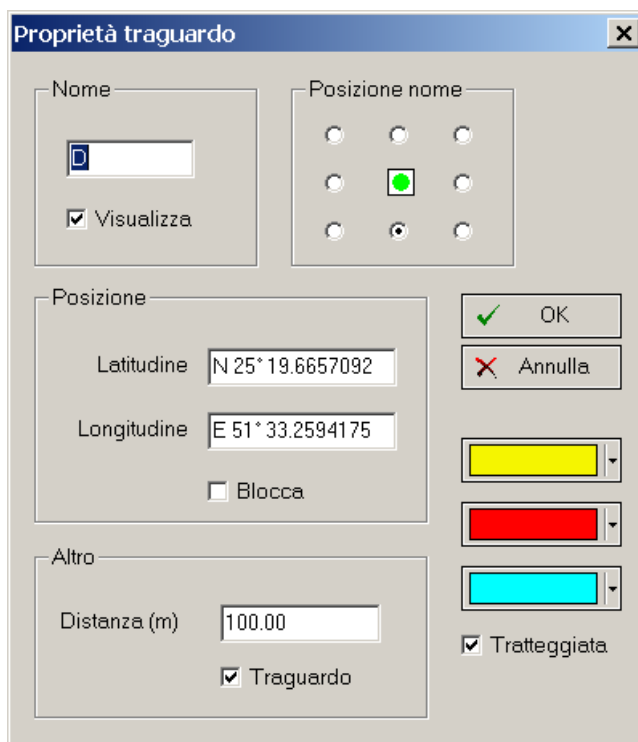 Proprietà traguardo
Nome
D
Visualizza
Posizione nome
Posizione
Latitudine N 25° 19.6657092
Longitudine E 51° 33.2594175
Blocca
OK
Annulla
Altro
Distanza (m) 100.00
Traguardo
Tratteggiata